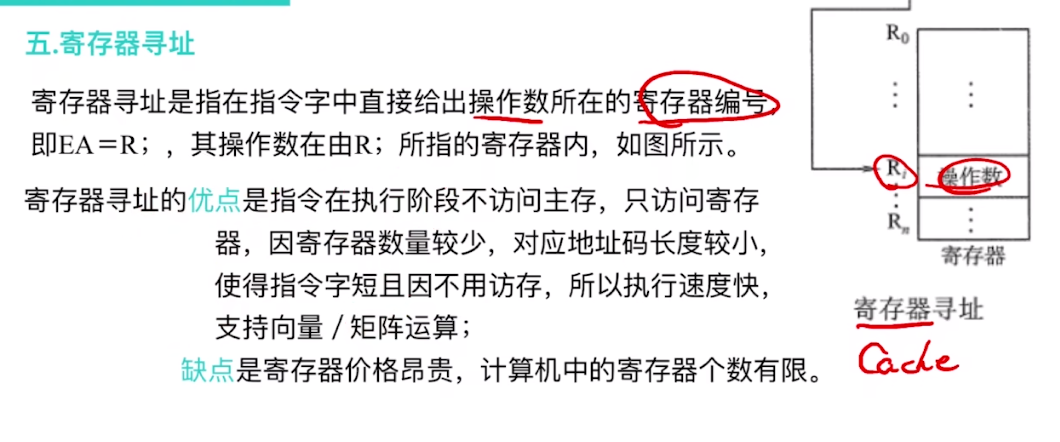 五.寄存器寻址
寄存器寻址是指在指令字中直接给出操作数所在的寄存器编号,
即EA=R;,其操作数在由R;所指的寄存器内，如图所示。
寄存器寻址的优点是指令在执行阶段不访问主存，只访问寄存
器，因寄存器数量较少，对应地址码长度较小，
使得指令字短且因不用访存，所以执行速度快，
支持向量/矩阵运算；
缺点是寄存器价格昂贵，计算机中的寄存器个数有限。
R0
⋮ ⋮
Ri 操作数
⋮
Rn ⋮
寄存器
寄存器寻址
Cache